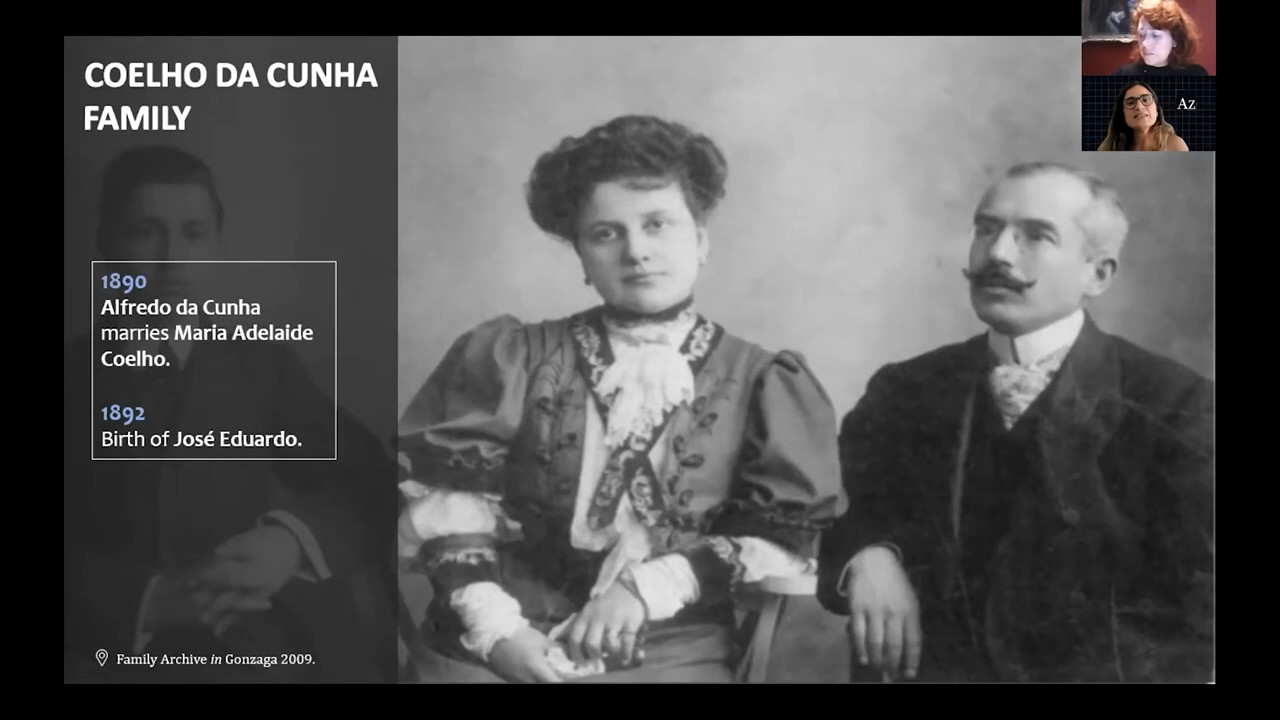 COELHO DA CUNHA
FAMILY
Az
1890
Alfredo da Cunha
marries Maria Adelaide
Coelho.
1892
Birth of José Eduardo.
Family Archive in Gonzaga 2009.